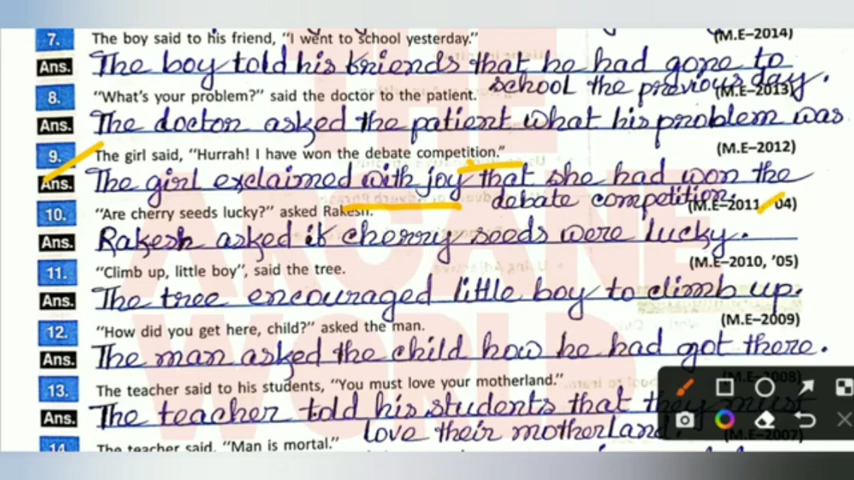 7. The boy said to his friend, "I went to school yesterday." (M.E–2014)
Ans. The boy told his friends that he had gone to
school the previous day.
8. "What's your problem?" said the doctor to the patient. (M.E–2013)
Ans. The doctor asked the patient what his problem was
9. The girl said, "Hurrah! I have won the debate competition." (M.E–2012)
Ans. The girl exclaimed with joy that she had won the
debate competition.
10. "Are cherry seeds lucky?" asked Rakesh. (M.E–2011, 04)
Ans. Rakesh asked if cherry seeds were lucky.
11. "Climb up, little boy", said the tree. (M.E–2010, '05)
Ans. The tree encouraged little boy to climb up.
12. "How did you get here, child?" asked the man. (M.E–2009)
Ans. The man asked the child how he had got there.
13. The teacher said to his students, "You must love your motherland." 2008)
Ans. The teacher told his students that they must
love their motherland. (M.E–2007)
14. The teacher said, "Man is mortal."
THE
ARCANE
WORLD